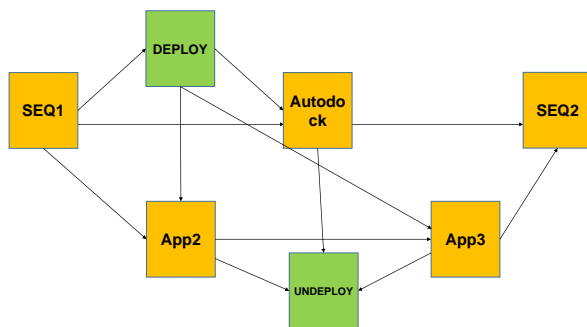 DEPLOY
SEQ1
Autodo
ck
SEQ2
App2
App3
UNDEPLOY